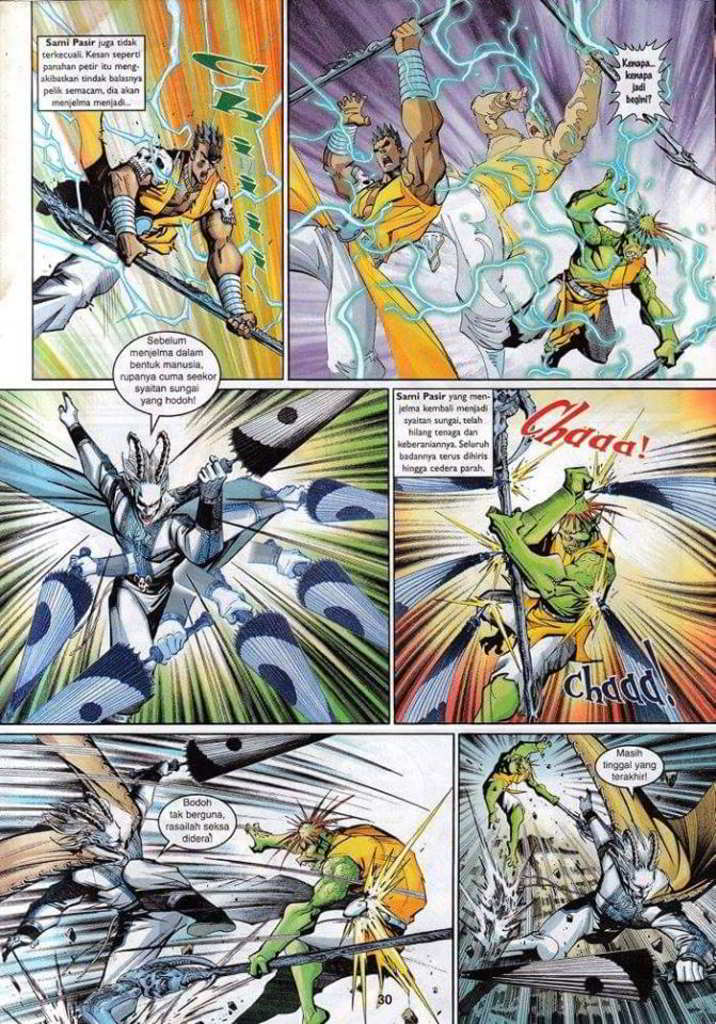 Sami Pasir juga tidak
terkecuali. Kesan seperti
panahan petir itu meng-
akibatkan tindak balasnya
pelik semacam, dia akan
menjelma menjadi...
Ciiiiii
Kenapa...
kenapa
jadi
begini?
Sebelum
menjelma dalam
bentuk manusia,
rupanya cuma seekor
syaitan sungai
yang hodoh!
Sami Pasir yang men-
jelma kembali menjadi
syaitan sungai, telah
hilang tenaga dan
keberaniannya. Seluruh
badannya terus dihiris
hingga cedera parah.
Chaaa!
chaaa!
Bodoh
tak berguna,
rasailah seksa
didera!
Masih
tinggal yang
terakhir!
30